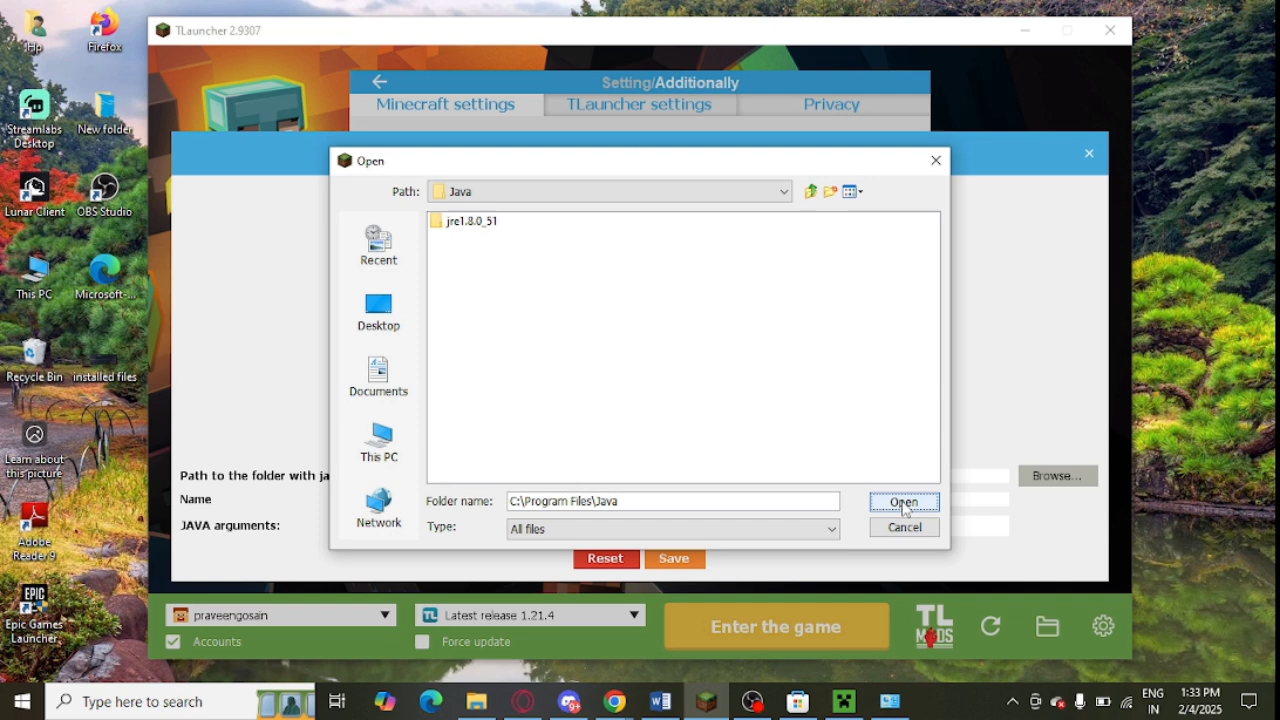 TLauncher 2.9307
Hp
Firefox
Streamlabs
Desktop
New folder
Lunar Client
OBS Studio
This PC
Microsoft-...
Recycle Bin
installed files
Learn about
this picture
Adobe
Reader 9
EPIC
GAMES
Epic Games
Launcher
Setting/Additionally
Minecraft settings
TLauncher settings
Privacy
Open
Path:
Java
jre1.8.0_51
Recent
Desktop
Documents
This PC
Network
Folder name:
C:\Program Files\Java
Open
Type:
All files
Cancel
Path to the folder with ja
Browse...
Name
JAVA arguments:
Reset
Save
praveengosain
TL
Latest release 1.21.4
Enter the game
TL
MODS
Accounts
Force update
Type here to search
ENG
IN
1:33 PM
2/4/2025